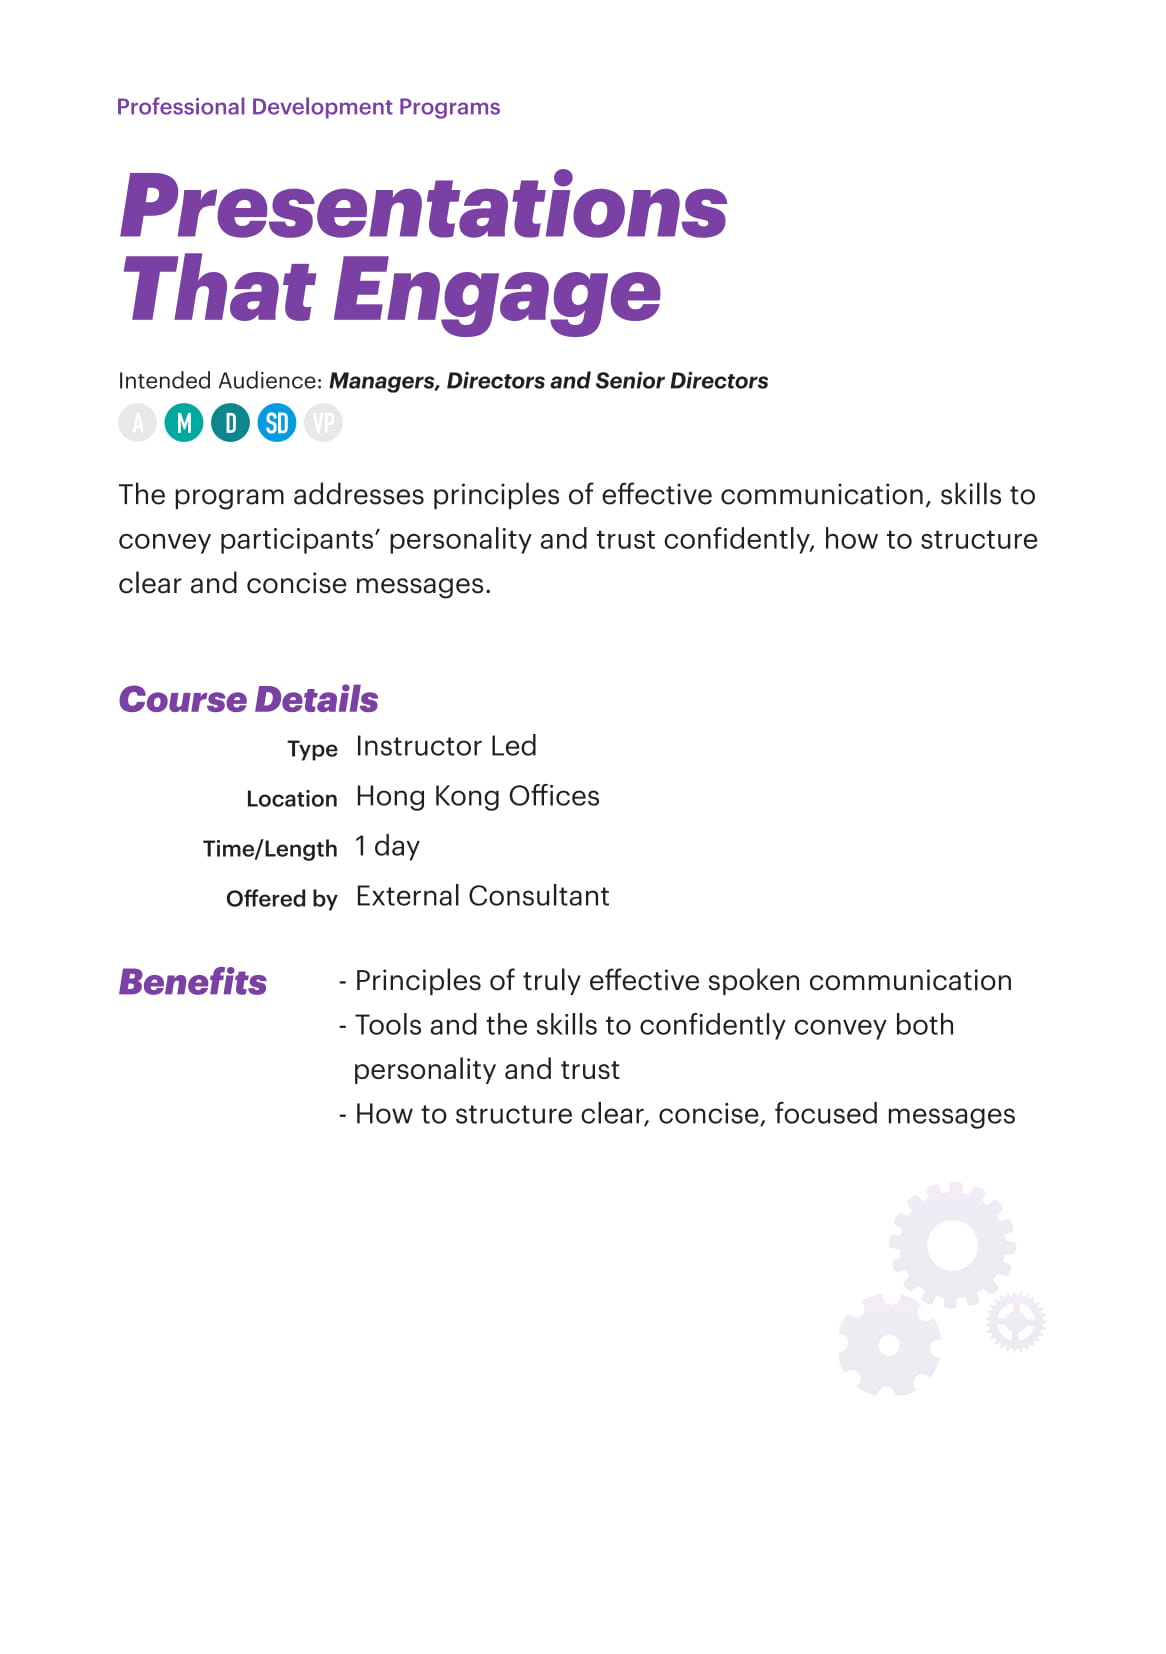 Professional Development Programs
Presentations
That Engage
Intended Audience: Managers, Directors and Senior Directors
A M D SD VP
The program addresses principles of effective communication, skills to
convey participants’ personality and trust confidently, how to structure
clear and concise messages.
Course Details
Type Instructor Led
Location Hong Kong Offices
Time/Length 1 day
Offered by External Consultant
Benefits - Principles of truly effective spoken communication
- Tools and the skills to confidently convey both
personality and trust
- How to structure clear, concise, focused messages